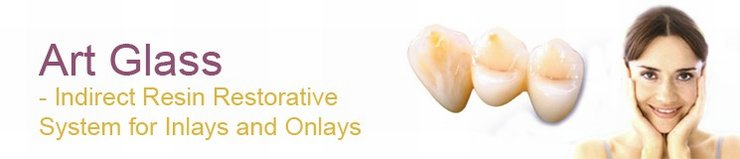 Art Glass
- Indirect Resin Restorative
System for Inlays and Onlays